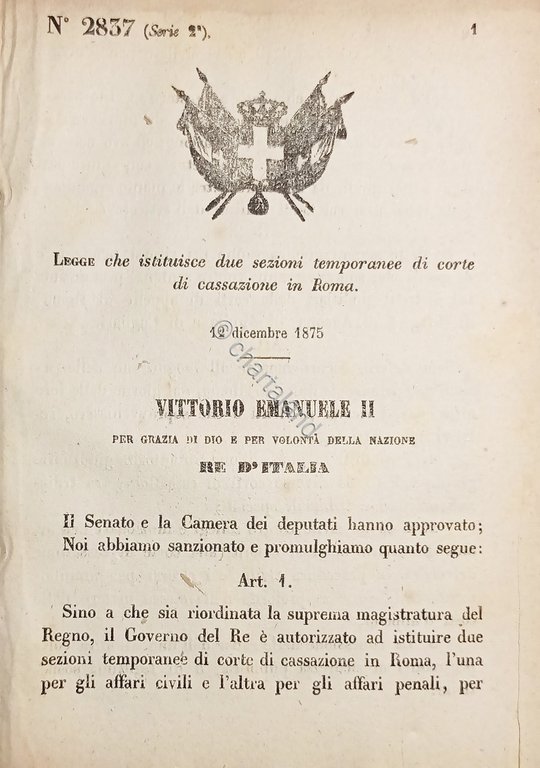 N° 2837 (Serie 2ª).
1
LEGGE che istituisce due sezioni temporanee di corte
di cassazione in Roma.
12 dicembre 1875
VITTORIO EMANUELE II
PER GRAZIA DI DIO E PER VOLONTÀ DELLA NAZIONE
RE D'ITALIA
Il Senato e la Camera dei deputati hanno approvato;
Noi abbiamo sanzionato e promulghiamo quanto segue:
Art. 1.
Sino a che sia riordinata la suprema magistratura del
Regno, il Governo del Re è autorizzato ad istituire due
sezioni temporanee di corte di cassazione in Roma, l'una
per gli affari civili e l'altra per gli affari penali, per
© chartaland